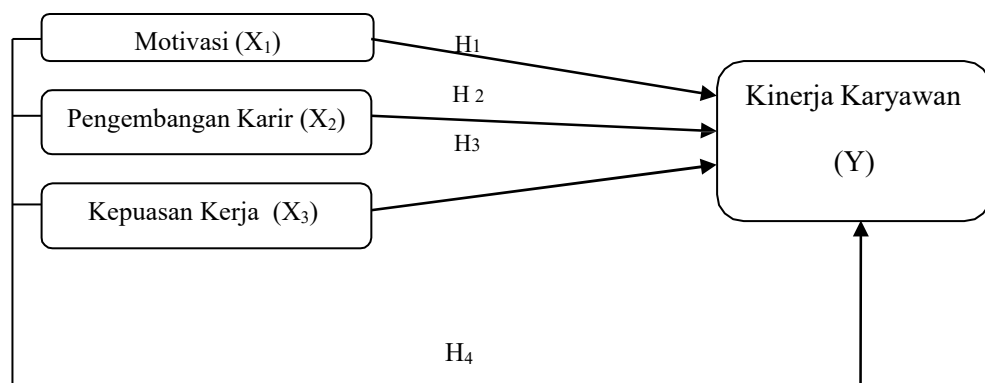 Motivasi (X₁)
H1
Pengembangan Karir (X₂)
H 2
H3
Kepuasan Kerja (X₃)
Kinerja Karyawan
(Y)
H₄